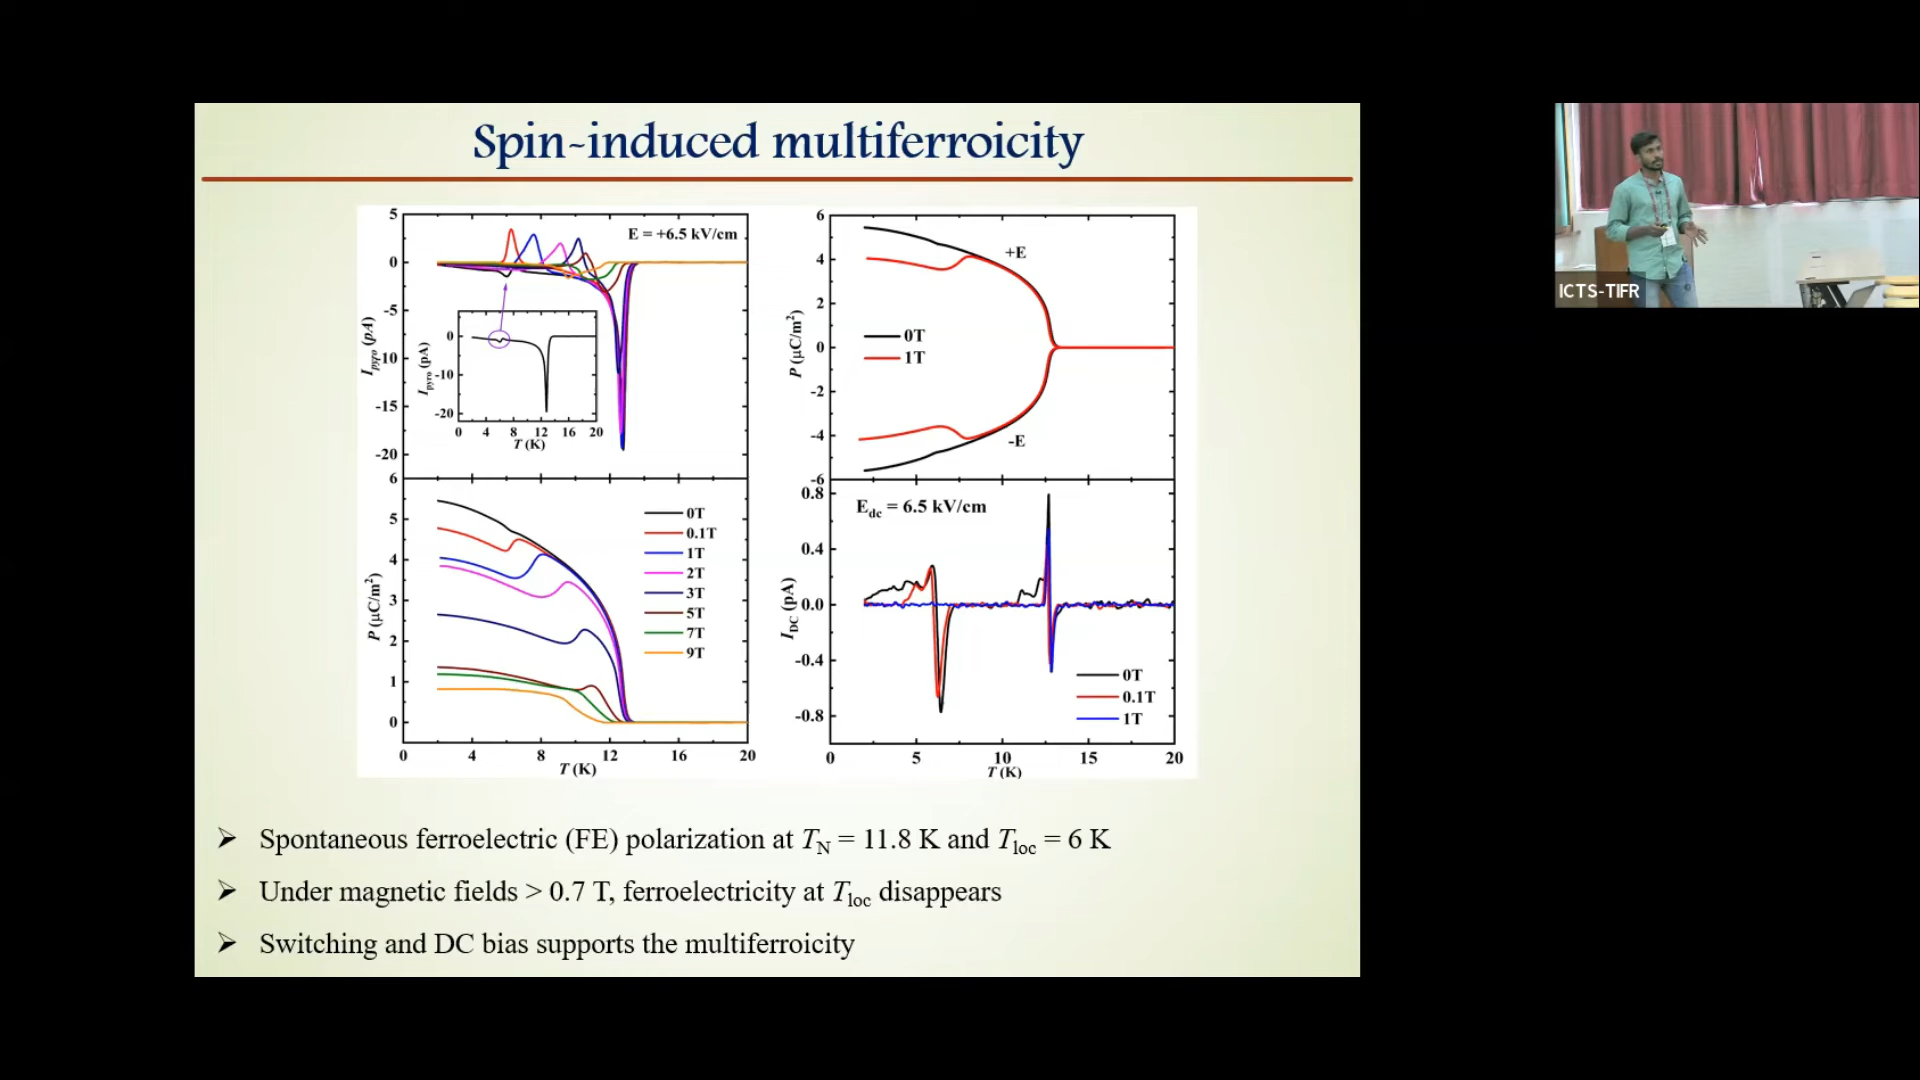 Spin-induced multiferroicity
5
0
-5
-10
-15
-20
I_pyro (pA)
E = +6.5 kV/cm
0
-10
-20
I_pyro (pA)
0 4 8 12 16 20
T (K)
6
5
4
3
2
1
0
P (μC/m²)
0T
0.1T
1T
2T
3T
5T
7T
9T
0 4 8 12 16 20
T (K)
6
4
2
0
-2
-4
-6
P (μC/m²)
+E
0T
1T
-E
0.8
0.4
0.0
-0.4
-0.8
I_DC (pA)
E_dc = 6.5 kV/cm
0T
0.1T
1T
0 5 10 15 20
T (K)
➢ Spontaneous ferroelectric (FE) polarization at T_N = 11.8 K and T_loc = 6 K
➢ Under magnetic fields > 0.7 T, ferroelectricity at T_loc disappears
➢ Switching and DC bias supports the multiferroicity
ICTS-TIFR